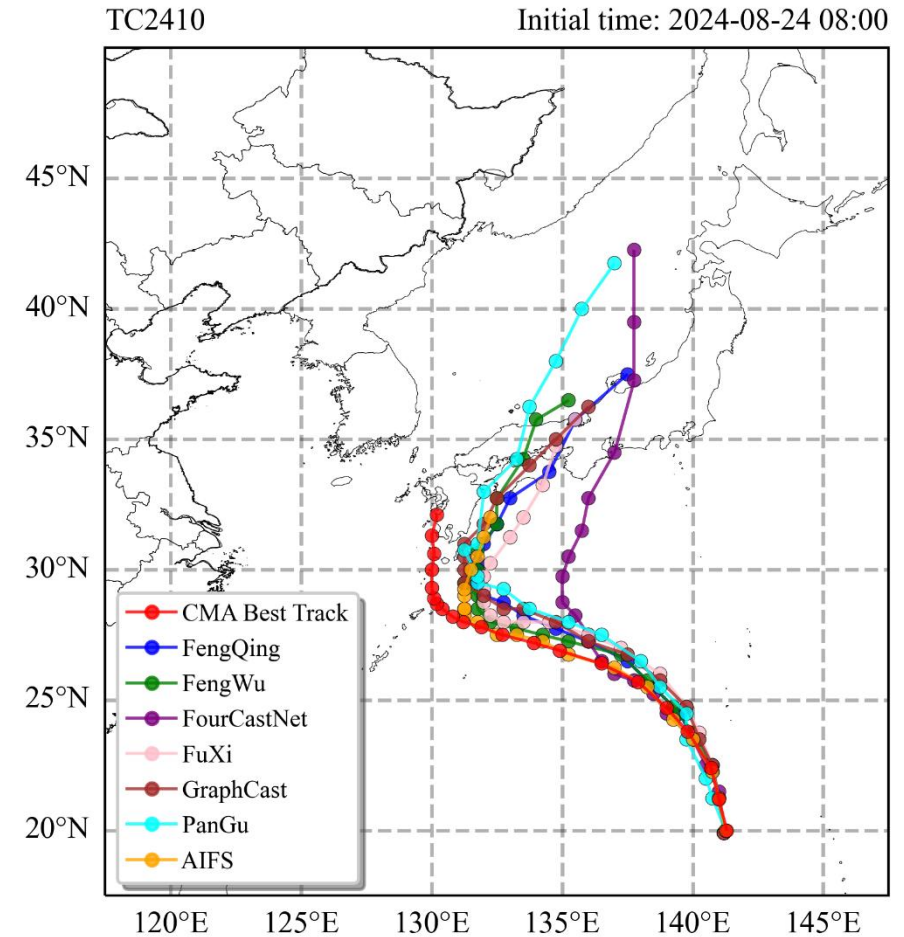 TC2410 Initial time: 2024-08-24 08:00
45°N
40°N
35°N
30°N
25°N
20°N
CMA Best Track
FengQing
FengWu
FourCastNet
FuXi
GraphCast
PanGu
AIFS
120°E 125°E 130°E 135°E 140°E 145°E